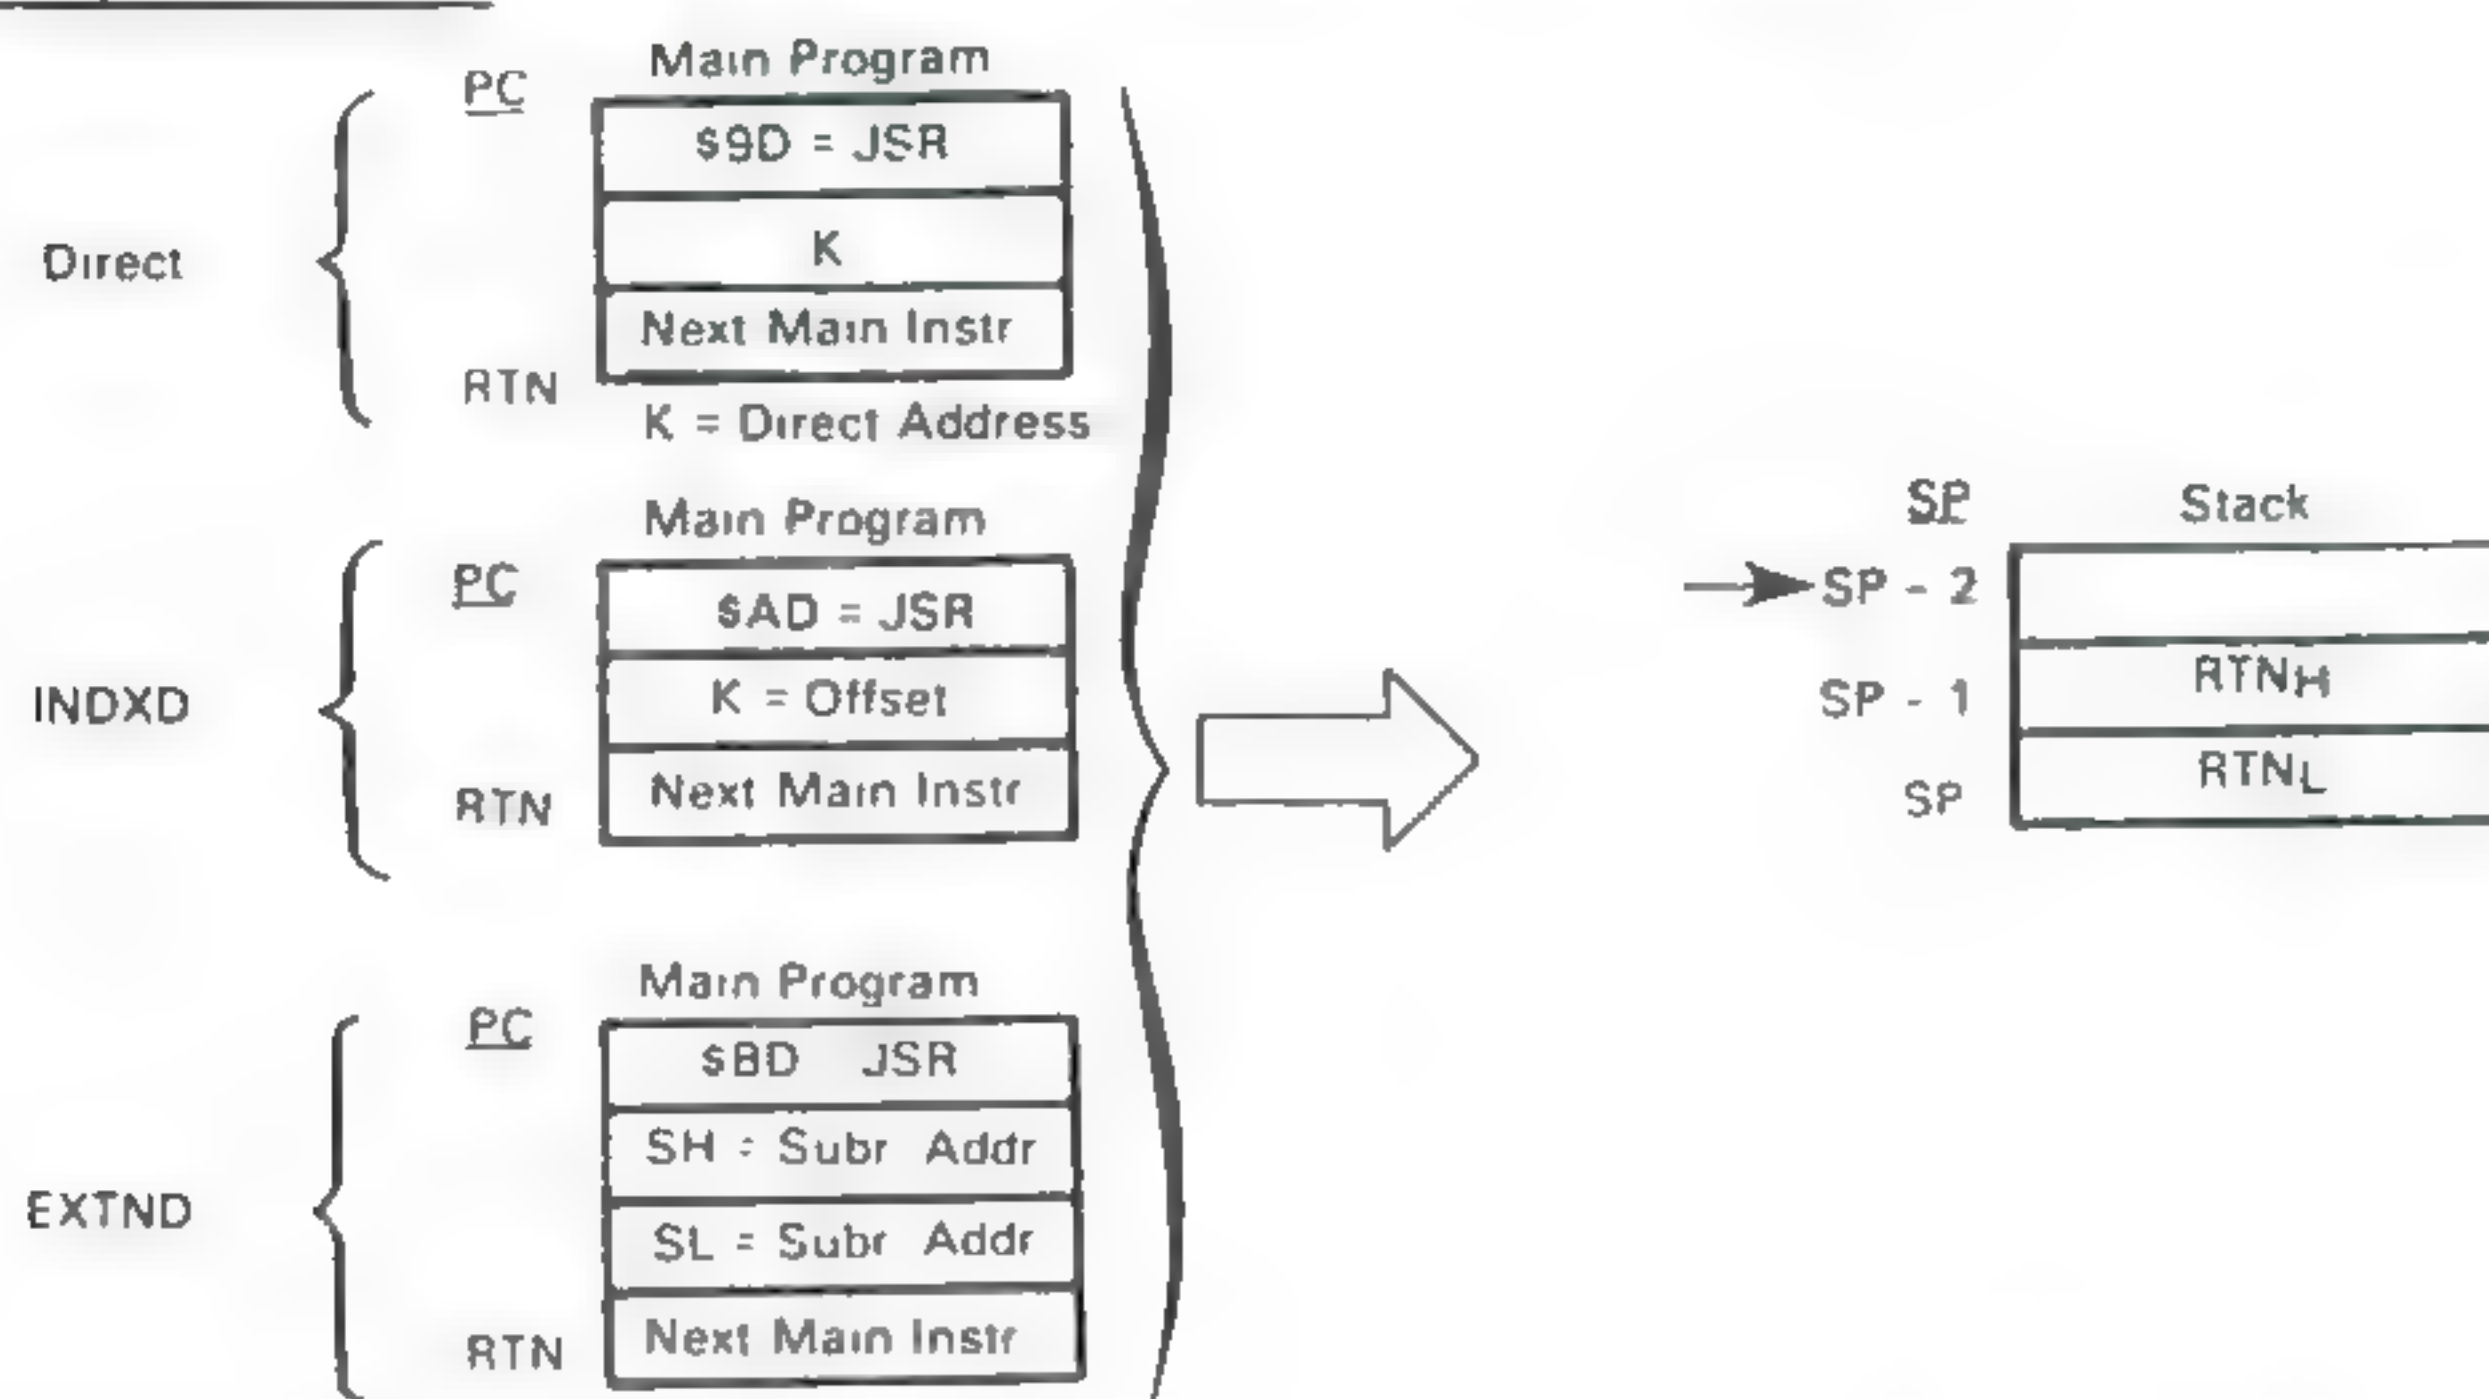 Main Program
PC
$9D = JSR
Direct
K
Next Main Instr
RTN
K = Direct Address
Main Program
PC
$AD = JSR
INDXD
K = Offset
RTN
Next Main Instr
Main Program
PC
$BD JSR
SH = Subr Addr
EXTND
SL = Subr Addr
RTN
Next Main Instr
SP
Stack
SP - 2
SP - 1
RTNH
SP
RTNL